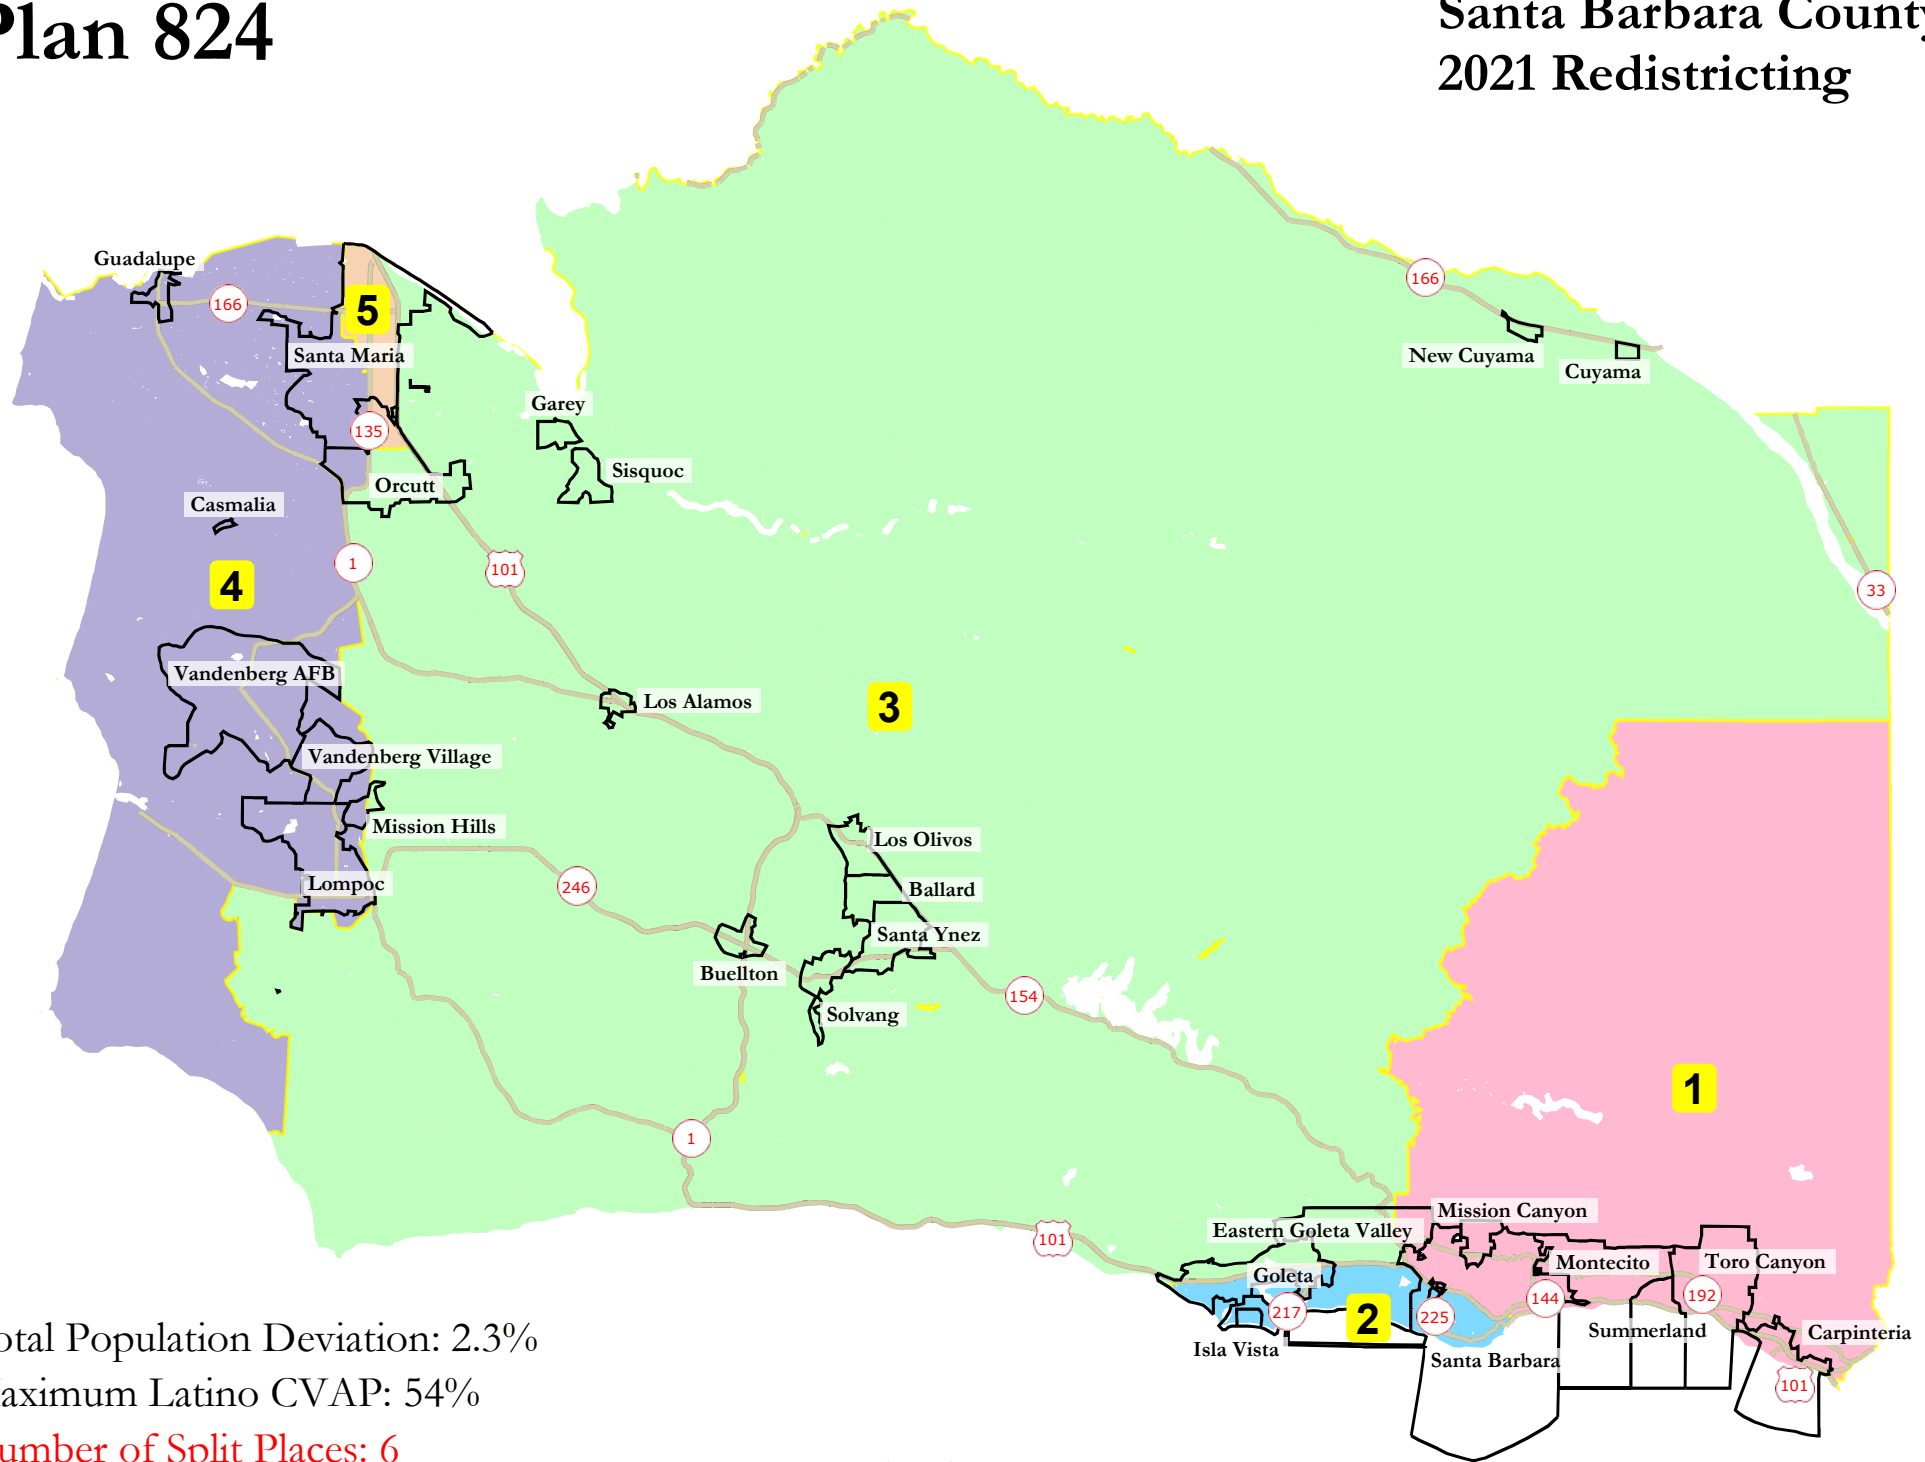 Plan 824
Santa Barbara County
2021 Redistricting
Guadalupe
166
5
Santa Maria
166
New Cuyama
Cuyama
Garey
135
Sisquoc
Orcutt
Casmalia
1
101
4
33
Vandenberg AFB
Los Alamos
3
Vandenberg Village
Mission Hills
Los Olivos
Lompoc
246
Ballard
Santa Ynez
Buellton
154
Solvang
1
1
Mission Canyon
Eastern Goleta Valley
101
Montecito
Toro Canyon
Goleta
217
2
225
144
192
Summerland
Carpinteria
Isla Vista
Santa Barbara
101
otal Population Deviation: 2.3%
aximum Latino CVAP: 54%
umber of Split Places: 6